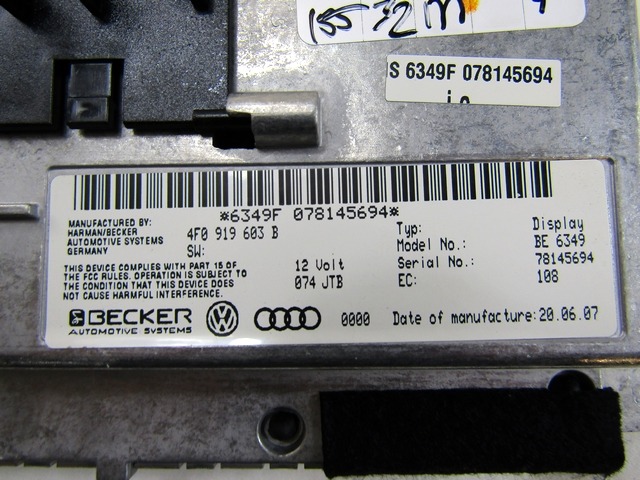 155 32m
S 6349F 078145694
*6349F 078145694*
MANUFACTURED BY:
HARMAN/BECKER
AUTOMOTIVE SYSTEMS
GERMANY
4F0 919 603 B
SW:
Typ: Display
Model No.: BE 6349
Serial No.: 78145694
EC: 108
THIS DEVICE COMPLIES WITH PART 15 OF
THE FCC RULES. OPERATION IS SUBJECT TO
THE CONDITION THAT THIS DEVICE DOES
NOT CAUSE HARMFUL INTERFERENCE.
12 Volt
074 JTB
BECKER
AUTOMOTIVE SYSTEMS
0000 Date of manufacture:20.06.07